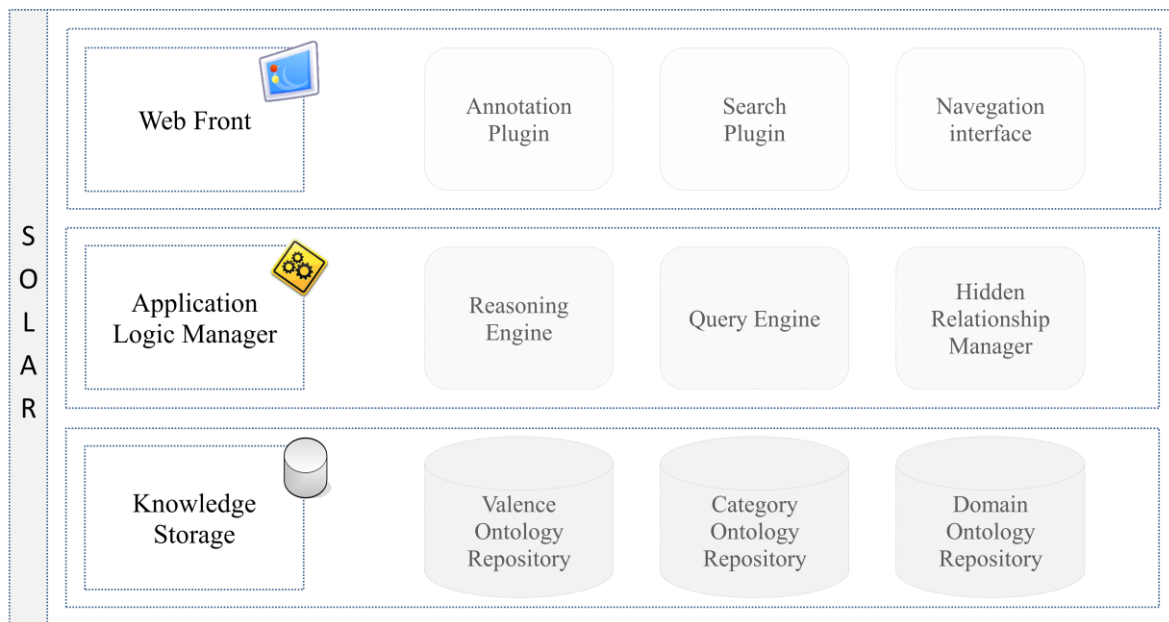 SOLAR
Web Front
Annotation
Plugin
Search
Plugin
Navegation
interface
Application
Logic Manager
Reasoning
Engine
Query Engine
Hidden
Relationship
Manager
Knowledge
Storage
Valence
Ontology
Repository
Category
Ontology
Repository
Domain
Ontology
Repository